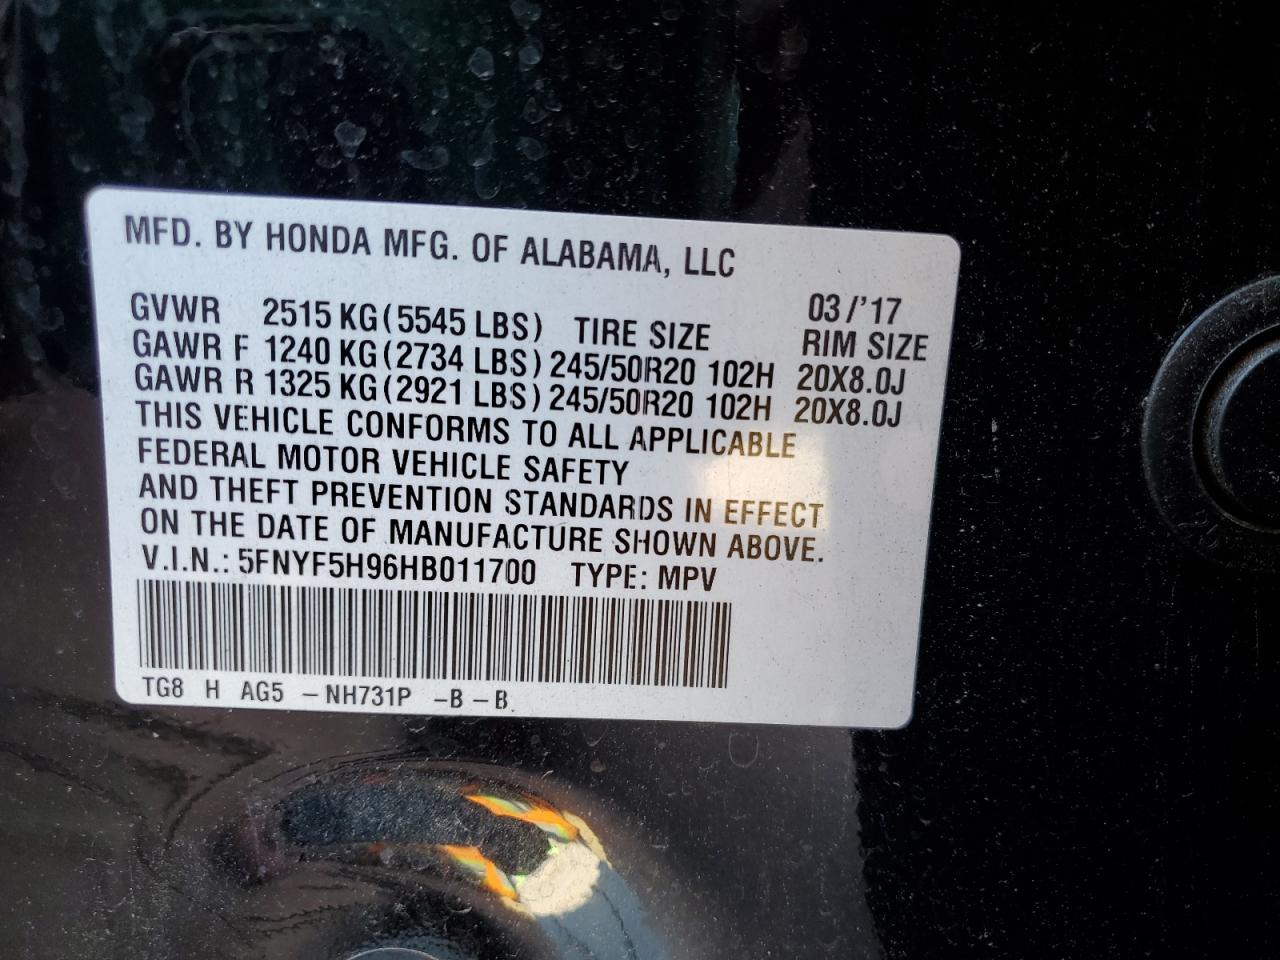 MFD. BY HONDA MFG. OF ALABAMA, LLC
03/'17
GVWR 2515 KG (5545 LBS) TIRE SIZE RIM SIZE
GAWR F 1240 KG (2734 LBS) 245/50R20 102H 20X8.0J
GAWR R 1325 KG (2921 LBS) 245/50R20 102H 20X8.0J
THIS VEHICLE CONFORMS TO ALL APPLICABLE
FEDERAL MOTOR VEHICLE SAFETY
AND THEFT PREVENTION STANDARDS IN EFFECT
ON THE DATE OF MANUFACTURE SHOWN ABOVE.
V.I.N.: 5FNYF5H96HB011700 TYPE: MPV
TG8 H AG5 – NH731P –B – B